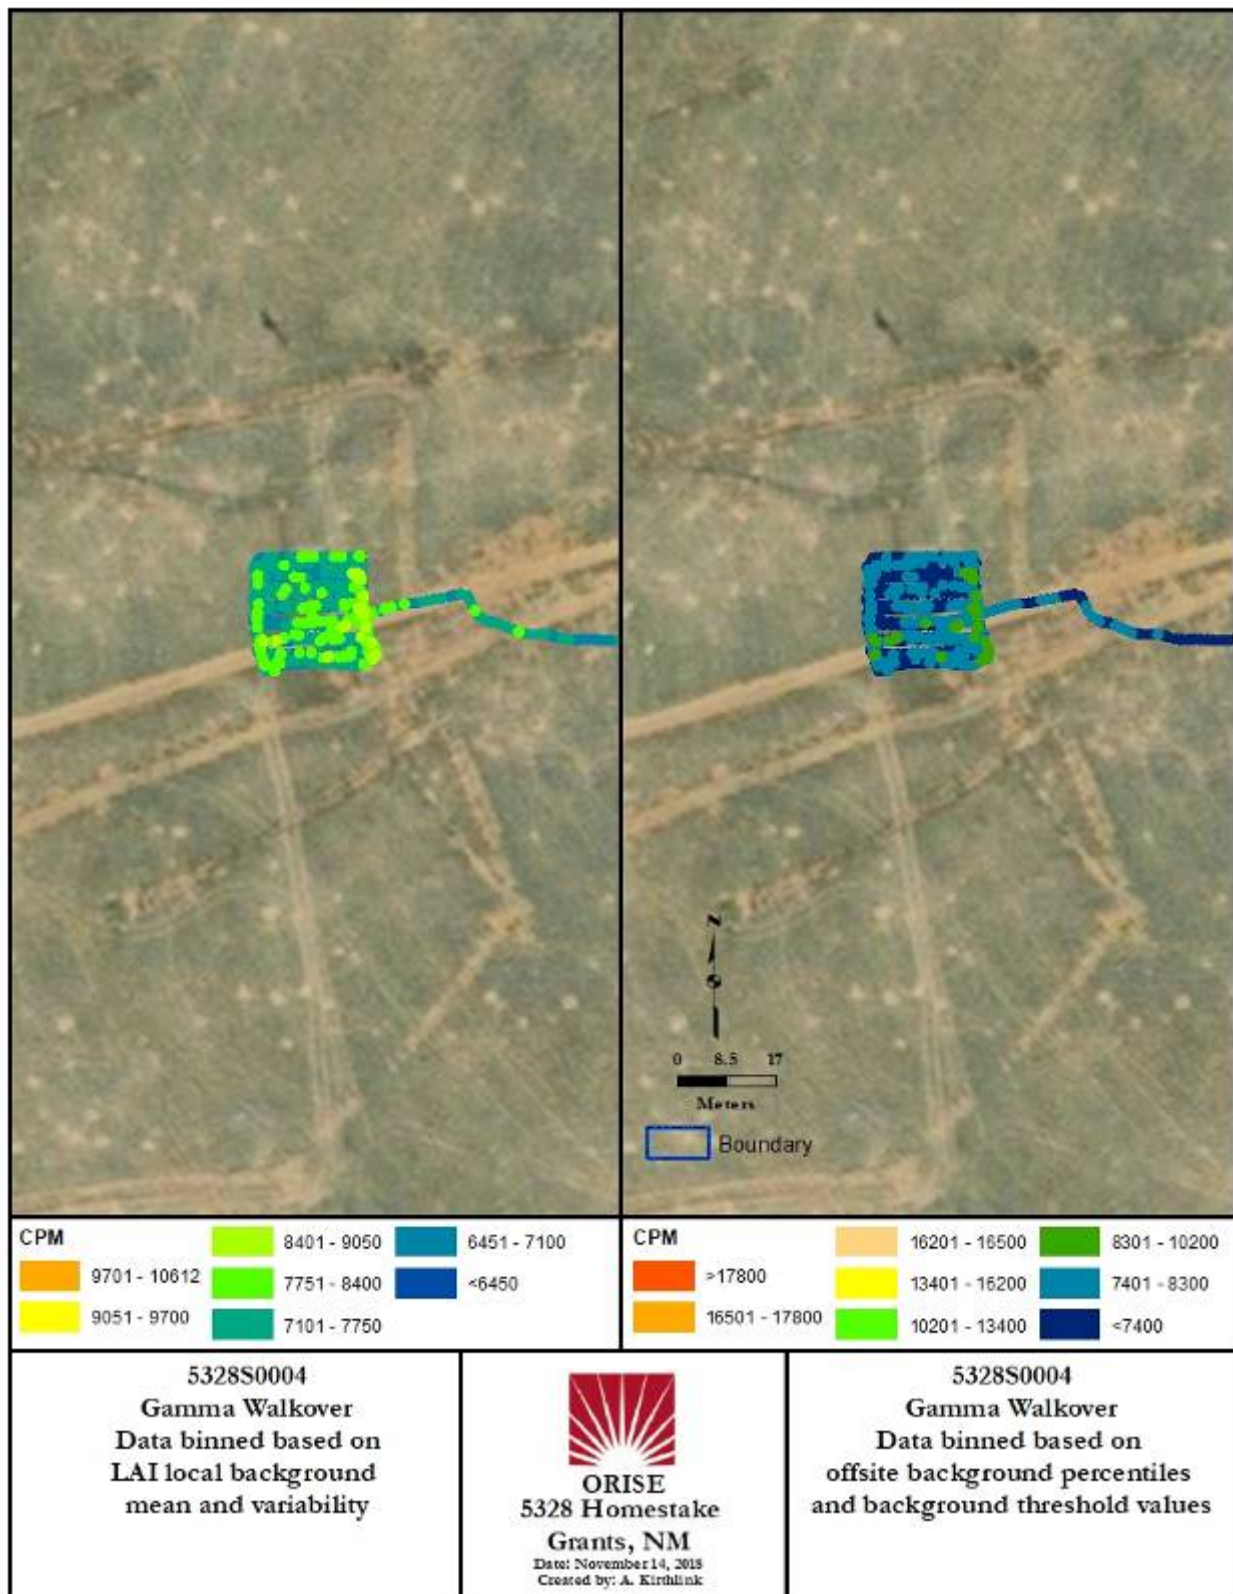 N
0 8.5 17
Meters
Boundary
CPM
9701 - 10612
9051 - 9700
8401 - 9050
7751 - 8400
7101 - 7750
6451 - 7100
<6450
CPM
>17800
16501 - 17800
16201 - 16500
13401 - 16200
10201 - 13400
8301 - 10200
7401 - 8300
<7400
5328S0004
Gamma Walkover
Data binned based on
LAI local background
mean and variability
ORISE
5328 Homestake
Grants, NM
Date: November 14, 2018
Created by: A. Kirthlink
5328S0004
Gamma Walkover
Data binned based on
offsite background percentiles
and background threshold values